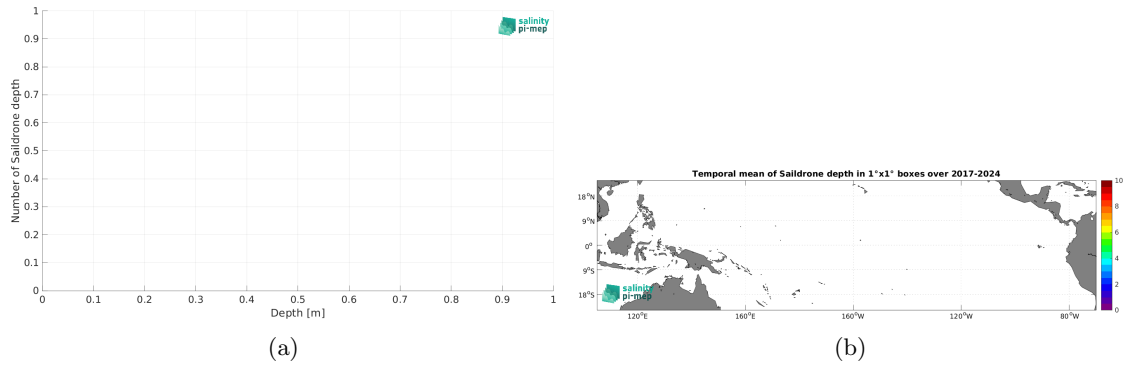 salinity
pi-mep
Number of Saildrone depth
1
0.9
0.8
0.7
0.6
0.5
0.4
0.3
0.2
0.1
0
0 0.1 0.2 0.3 0.4 0.5 0.6 0.7 0.8 0.9 1
Depth [m]
(a)
Temporal mean of Saildrone depth in 1°x1° boxes over 2017-2024
18°N
9°N
0°
9°S
18°S
salinity
pi-mep
120°E 160°E 160°W 120°W 80°W
10
8
6
4
2
0
(b)